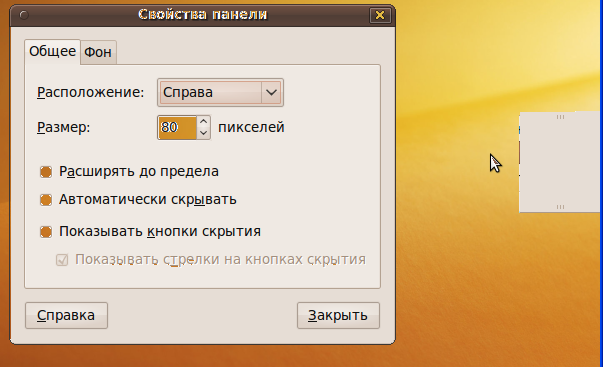 Свойства панели
Общее Фон
Расположение: Справа
Размер: 80 пикселей
Расширять до предела
Автоматически скрывать
Показывать кнопки скрытия
Показывать стрелки на кнопках скрытия
Справка Закрыть